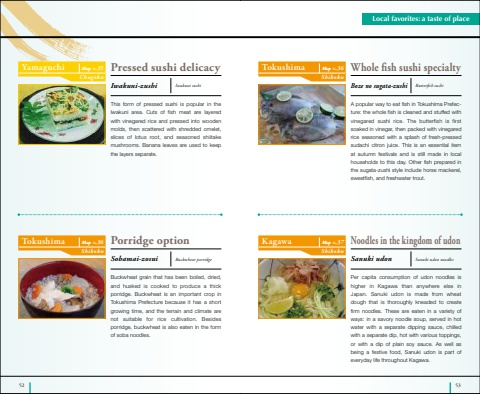 Local favorites: a taste of place
Yamaguchi
Map
Chugoku
Pressed sushi delicacy
Iwakuni-zushi
Iwakuni sushi
This form of pressed sushi is popular in the
Iwakuni area. Cuts of fish meat are layered
with vinegared rice and pressed into wooden
molds, then scattered with shredded omelet,
slices of lotus root, and seasoned shiitake
mushrooms. Banana leaves are used to keep
the layers separate.
Tokushima
Map p.36
Shikoku
Whole fish sushi specialty
Boze no sugata-zushi
Butterfish sushi
A popular way to eat fish in Tokushima Prefec-
ture: the whole fish is cleaned and stuffed with
vinegared sushi rice. The butterfish is first
soaked in vinegar, then packed with vinegared
rice seasoned with a splash of fresh-pressed
sudachi citron juice. This is an essential item
at autumn festivals and is still made in local
households to this day. Other fish prepared in
the sugata-zushi style include horse mackerel,
sweetfish, and freshwater trout.
Tokushima
Map p.36
Shikoku
Porridge option
Sobamai-zosui
Buckwheat porridge
Buckwheat grain that has been boiled, dried,
and husked is cooked to produce a thick
porridge. Buckwheat is an important crop in
Tokushima Prefecture because it has a short
growing time, and the terrain and climate are
not suitable for rice cultivation. Besides
porridge, buckwheat is also eaten in the form
of soba noodles.
Kagawa
Map p.37
Shikoku
Noodles in the kingdom of udon
Sanuki udon
Sanuki udon noodles
Per capita consumption of udon noodles is
higher in Kagawa than anywhere else in
Japan. Sanuki udon is made from wheat
dough that is thoroughly kneaded to create
firm noodles. These are eaten in a variety of
ways: in a savory noodle soup, served in hot
water with a separate dipping sauce, chilled
with a separate dip, hot with various toppings,
or with a dip of plain soy sauce. As well as
being a festive food, Sanuki udon is part of
everyday life throughout Kagawa.
52
53